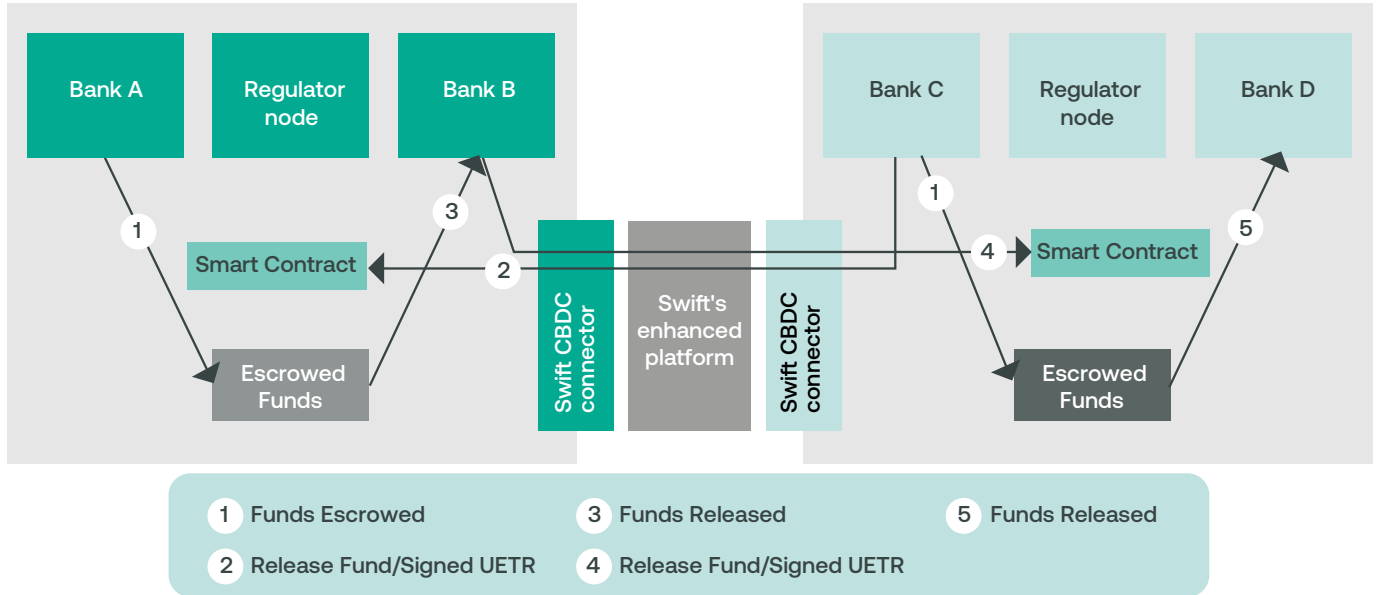 Bank A
Regulator
node
Bank B
Bank C
Regulator
node
Bank D
1
3
1
5
Smart Contract
2
4
Smart Contract
Swift CBDC
connector
Swift's
enhanced
platform
Swift CBDC
connector
Escrowed
Funds
Escrowed
Funds
1 Funds Escrowed
3 Funds Released
5 Funds Released
2 Release Fund/Signed UETR
4 Release Fund/Signed UETR